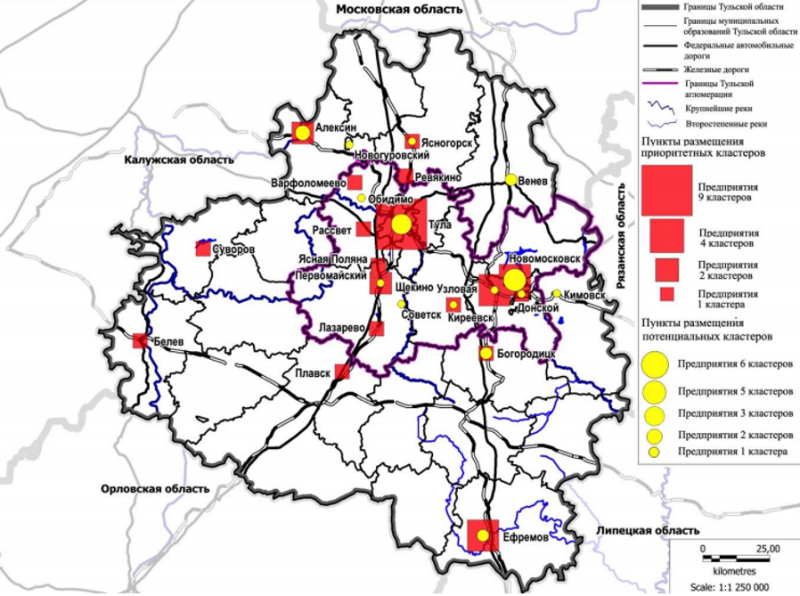 Московская область
Калужская область
Рязанская область
Орловская область
Липецкая область
Алексин
Ясногорск
Новогуровский
Варфоломеево
Ревякино
Венев
Обидимо
Рассвет
Тула
Суворов
Ясная Поляна
Новомосковск
Первомайский
Щекино
Узловая
Советск
Киреевск
Донской
Кимовск
Лазарево
Белев
Богородицк
Плавск
Ефремов
Границы Тульской области
Границы муниципальных
образований Тульской области
Федеральные автомобильные
дороги
Железные дороги
Границы Тульской
агломерации
Крупнейшие реки
Второстепенные реки
Пункты размещения
приоритетных кластеров
Предприятия
9 кластеров
Предприятия
4 кластеров
Предприятия
2 кластеров
Предприятия
1 кластера
Пункты размещения
потенциальных кластеров
Предприятия 6 кластеров
Предприятия 5 кластеров
Предприятия 3 кластеров
Предприятия 2 кластеров
Предприятия 1 кластера
0 25,00
kilometres
Scale: 1:1 250 000